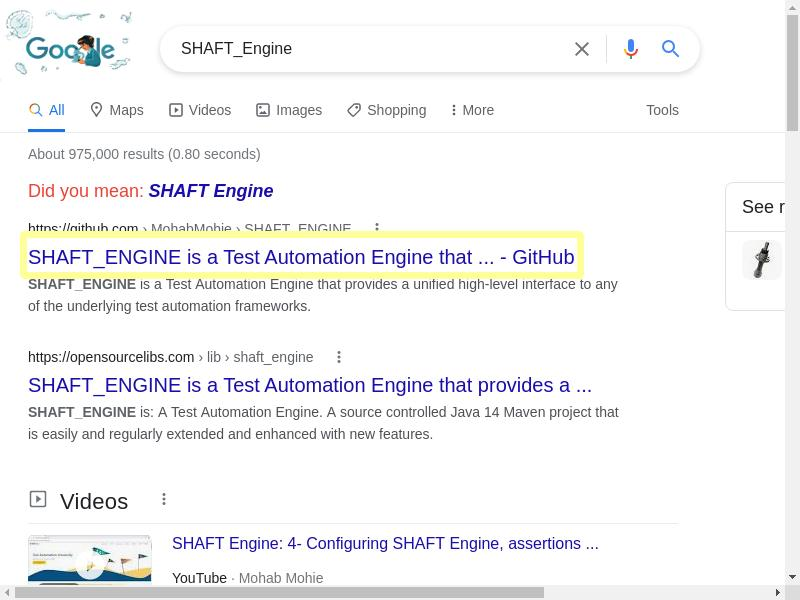 Google
SHAFT_Engine
All Maps Videos Images Shopping More Tools
About 975,000 results (0.80 seconds)
Did you mean: SHAFT Engine
See r
https://github.com › MohabMohie › SHAFT_ENGINE
SHAFT_ENGINE is a Test Automation Engine that ... - GitHub
SHAFT_ENGINE is a Test Automation Engine that provides a unified high-level interface to any
of the underlying test automation frameworks.
https://opensourcelibs.com › lib › shaft_engine
SHAFT_ENGINE is a Test Automation Engine that provides a ...
SHAFT_ENGINE is: A Test Automation Engine. A source controlled Java 14 Maven project that
is easily and regularly extended and enhanced with new features.
Videos
SHAFT Engine: 4- Configuring SHAFT Engine, assertions ...
YouTube · Mohab Mohie